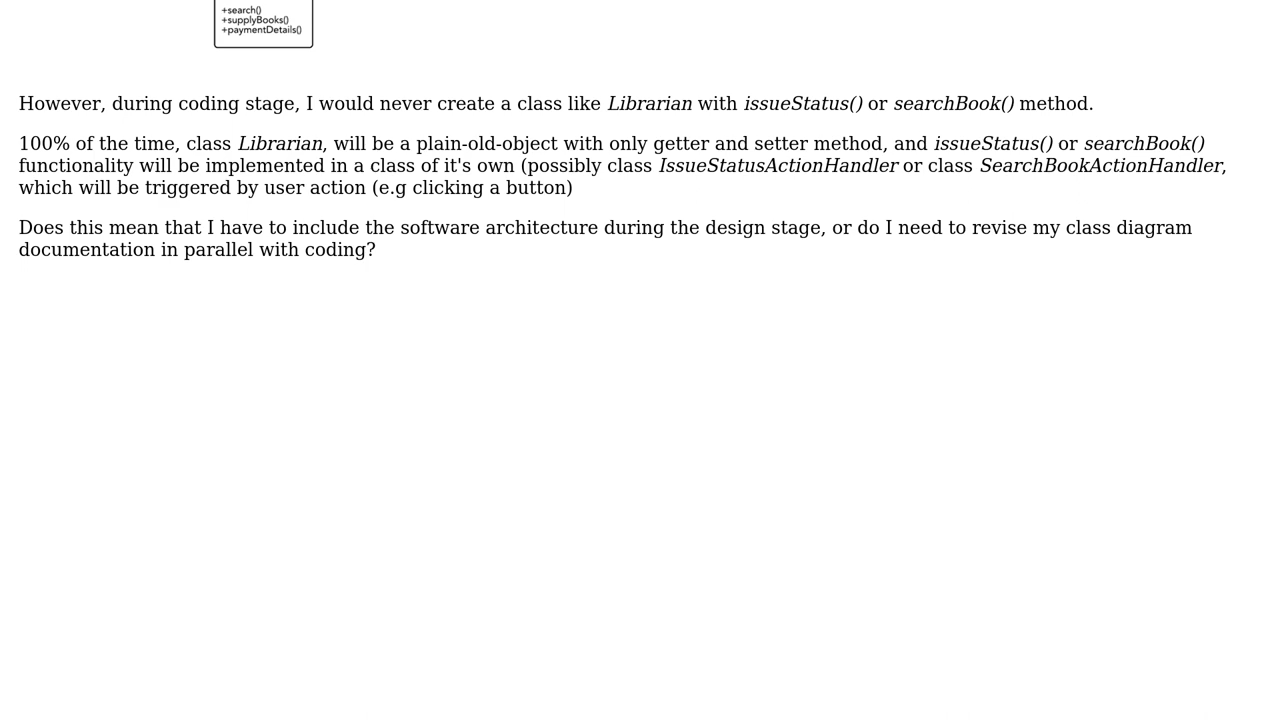 +search()
+supplyBooks()
+paymentDetails()
However, during coding stage, I would never create a class like Librarian with issueStatus() or searchBook() method.
100% of the time, class Librarian, will be a plain-old-object with only getter and setter method, and issueStatus() or searchBook()
functionality will be implemented in a class of it's own (possibly class IssueStatusActionHandler or class SearchBookActionHandler,
which will be triggered by user action (e.g clicking a button)
Does this mean that I have to include the software architecture during the design stage, or do I need to revise my class diagram
documentation in parallel with coding?